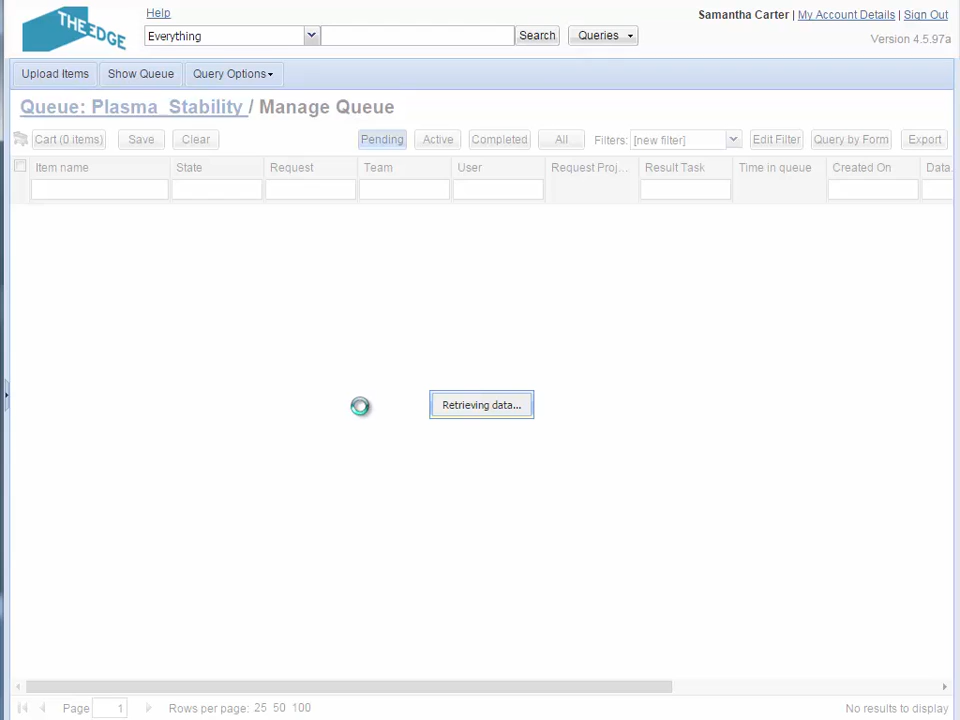 THE EDGE
Help
Samantha Carter | My Account Details | Sign Out
Everything
Search
Queries
Version 4.5.97a
Upload Items
Show Queue
Query Options
Queue: Plasma_Stability / Manage Queue
Cart (0 items)
Save
Clear
Pending
Active
Completed
All
Filters:
[new filter]
Edit Filter
Query by Form
Export
Item name
State
Request
Team
User
Request Proj...
Result Task
Time in queue
Created On
Data
Retrieving data...
Page 1
Rows per page: 25 50 100
No results to display